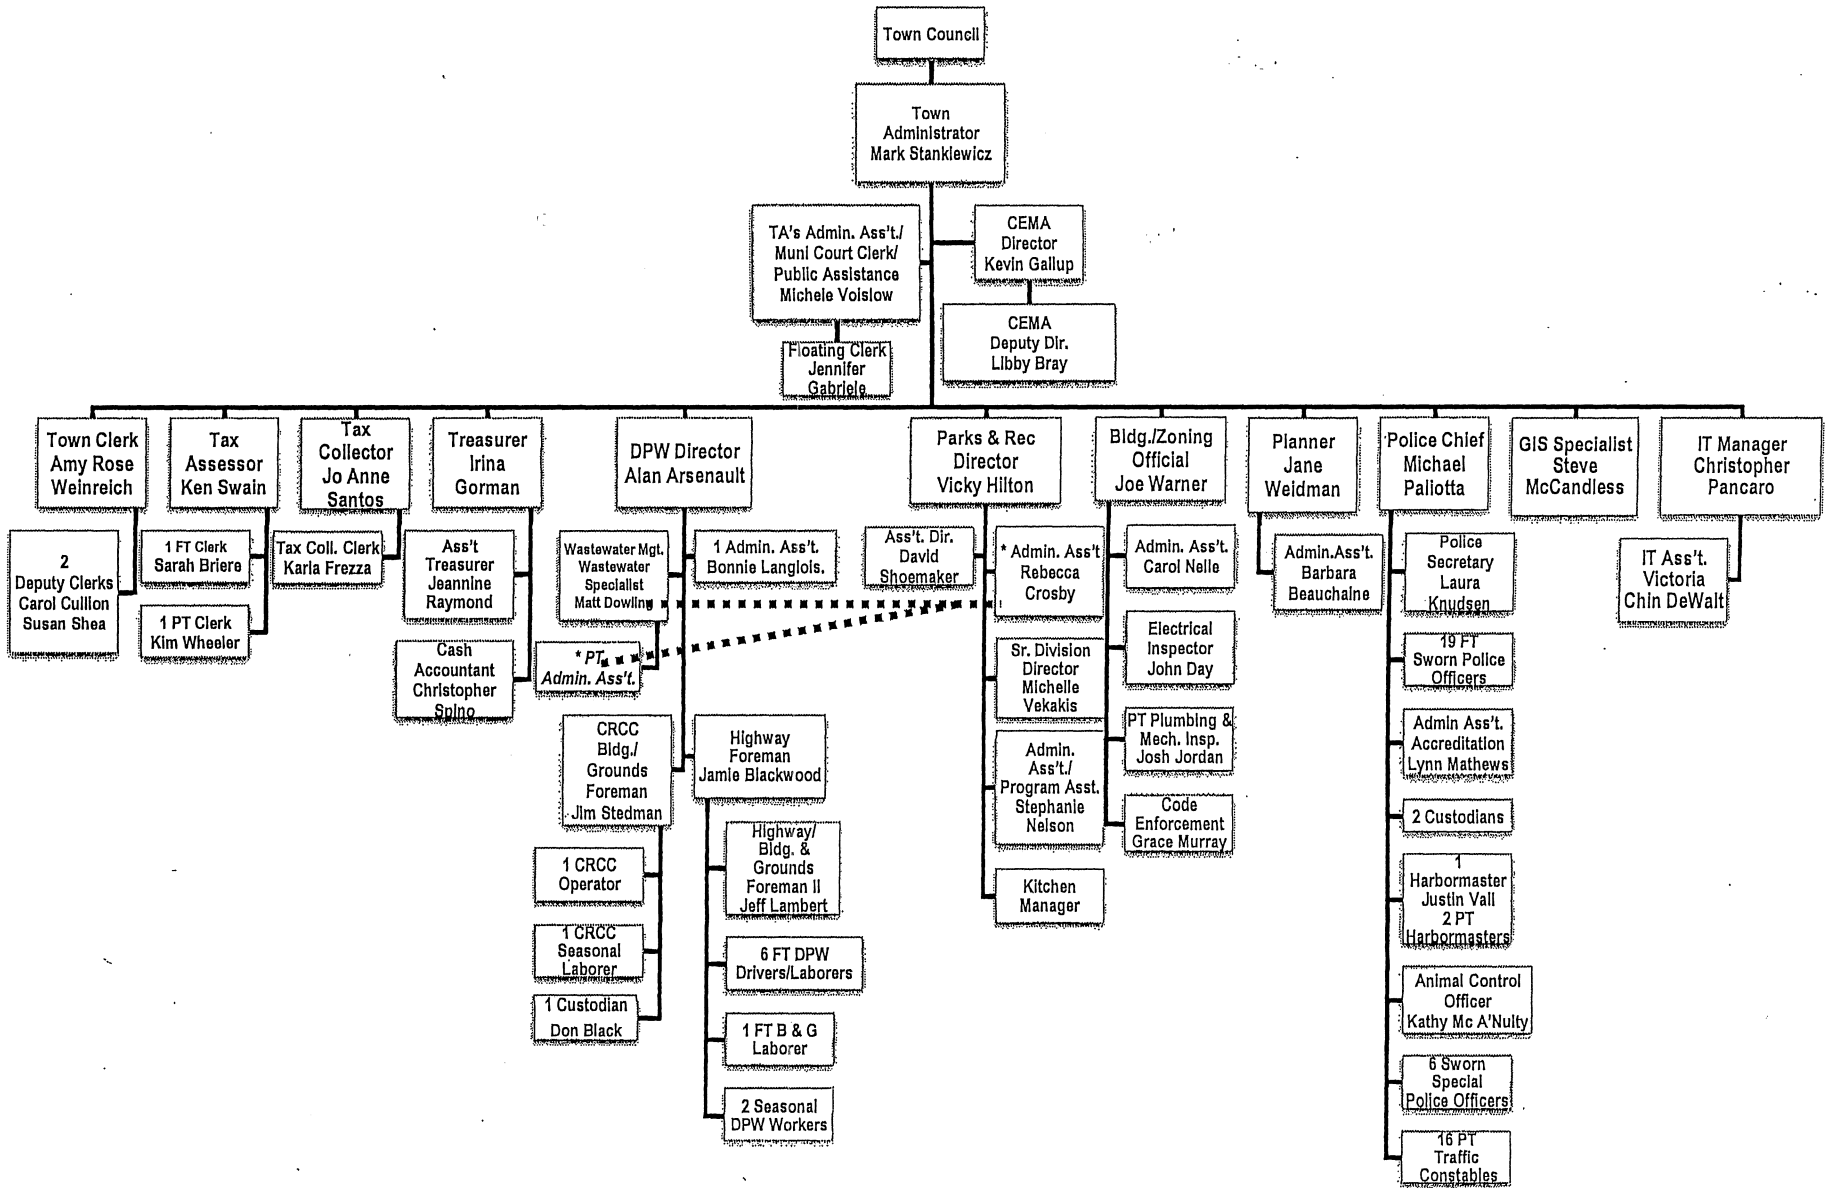 Town Council
Town
Administrator
Mark Stankiewicz
TA's Admin. Ass't./
Muni Court Clerk/
Public Assistance
Michele Voislow
CEMA
Director
Kevin Gallup
CEMA
Deputy Dir.
Libby Bray
Floating Clerk
Jennifer
Gabriele
Town Clerk
Amy Rose
Weinreich
Tax
Assessor
Ken Swain
Tax
Collector
Jo Anne
Santos
Treasurer
Irina
Gorman
DPW Director
Alan Arsenault
Parks & Rec
Director
Vicky Hilton
Bldg./Zoning
Official
Joe Warner
Planner
Jane
Weidman
Police Chief
Michael
Paliotta
GIS Specialist
Steve
McCandless
IT Manager
Christopher
Pancaro
2
Deputy Clerks
Carol Cullion
Susan Shea
1 FT Clerk
Sarah Briere
1 PT Clerk
Kim Wheeler
Tax Coll. Clerk
Karla Frezza
Ass't
Treasurer
Jeannine
Raymond
Cash
Accountant
Christopher
Spino
Wastewater Mgt.
Wastewater
Specialist
Matt Dowling
* PT
Admin. Ass't.
1 Admin. Ass't.
Bonnie Langlois.
CRCC
Bldg./
Grounds
Foreman
Jim Stedman
1 CRCC
Operator
1 CRCC
Seasonal
Laborer
1 Custodian
Don Black
Highway
Foreman
Jamie Blackwood
Highway/
Bldg. &
Grounds
Foreman II
Jeff Lambert
6 FT DPW
Drivers/Laborers
1 FT B & G
Laborer
2 Seasonal
DPW Workers
Ass't. Dir.
David
Shoemaker
* Admin. Ass't
Rebecca
Crosby
Sr. Division
Director
Michelle
Vekakis
Admin.
Ass't./
Program Asst.
Stephanie
Nelson
Kitchen
Manager
Admin. Ass't.
Carol Nelle
Electrical
Inspector
John Day
PT Plumbing &
Mech. Insp.
Josh Jordan
Code
Enforcement
Grace Murray
Admin.Ass't.
Barbara
Beauchaine
Police
Secretary
Laura
Knudsen
19 FT
Sworn Police
Officers
Admin Ass't.
Accreditation
Lynn Mathews
2 Custodians
1
Harbormaster
Justin Vail
2 PT
Harbormasters
Animal Control
Officer
Kathy Mc A'Nulty
6 Sworn
Special
Police Officers
16 PT
Traffic
Constables
IT Ass't.
Victoria
Chin DeWalt